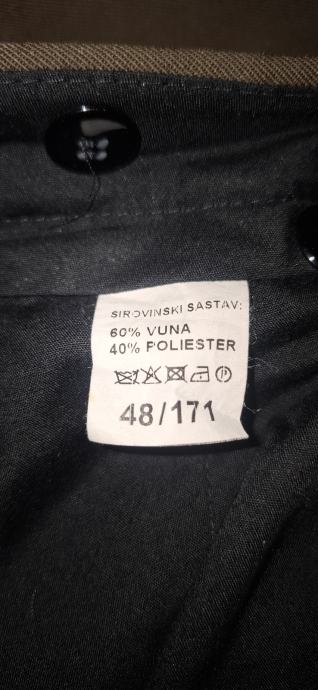 SIROVINSKI SASTAV:
60% VUNA
40% POLIESTER
48/171